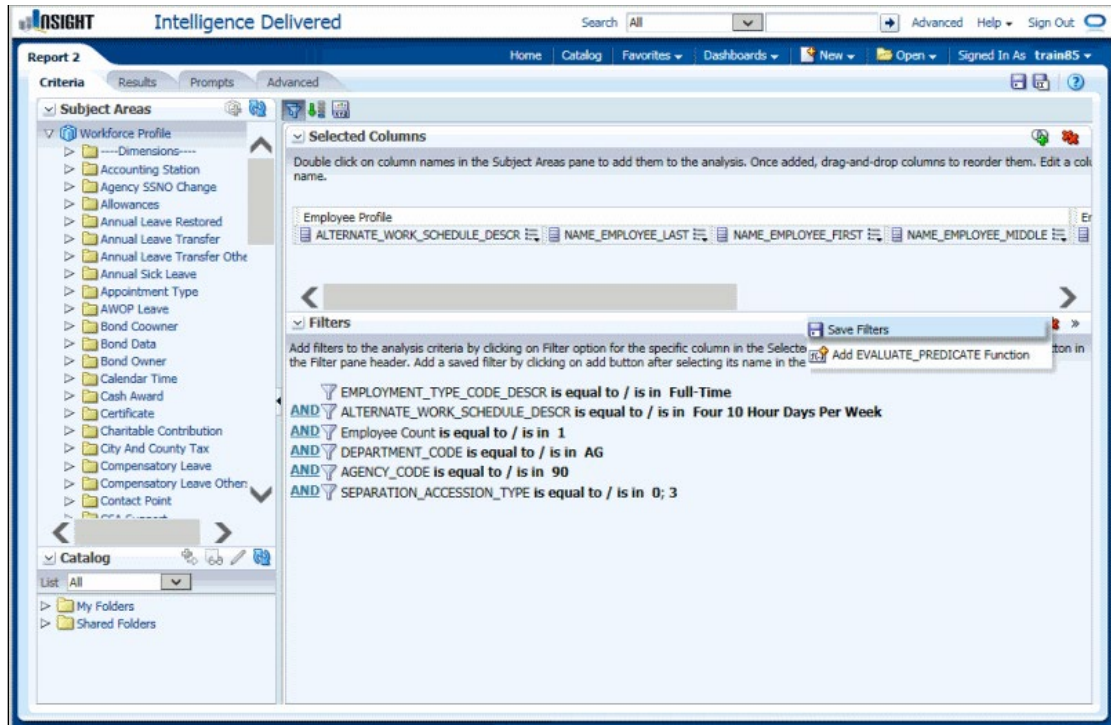 INSIGHT Intelligence Delivered Search All Advanced Help Sign Out
Report 2 Home Catalog Favorites Dashboards New Open Signed In As train85
Criteria Results Prompts Advanced
Subject Areas
Workforce Profile
----Dimensions----
Accounting Station
Agency SSNO Change
Allowances
Annual Leave Restored
Annual Leave Transfer
Annual Leave Transfer Othe
Annual Sick Leave
Appointment Type
AWOP Leave
Bond Coowner
Bond Data
Bond Owner
Calendar Time
Cash Award
Certificate
Charitable Contribution
City And County Tax
Compensatory Leave
Compensatory Leave Others
Contact Point
Catalog
List All
My Folders
Shared Folders
Selected Columns
Double click on column names in the Subject Areas pane to add them to the analysis. Once added, drag-and-drop columns to reorder them. Edit a colu
name.
Employee Profile Er
ALTERNATE_WORK_SCHEDULE_DESCR NAME_EMPLOYEE_LAST NAME_EMPLOYEE_FIRST NAME_EMPLOYEE_MIDDLE
Filters
Save Filters
Add EVALUATE_PREDICATE Function
Add filters to the analysis criteria by clicking on Filter option for the specific column in the Selecte tton in
the Filter pane header. Add a saved filter by clicking on add button after selecting its name in the
EMPLOYMENT_TYPE_CODE_DESCR is equal to / is in Full-Time
AND ALTERNATE_WORK_SCHEDULE_DESCR is equal to / is in Four 10 Hour Days Per Week
AND Employee Count is equal to / is in 1
AND DEPARTMENT_CODE is equal to / is in AG
AND AGENCY_CODE is equal to / is in 90
AND SEPARATION_ACCESSION_TYPE is equal to / is in 0; 3